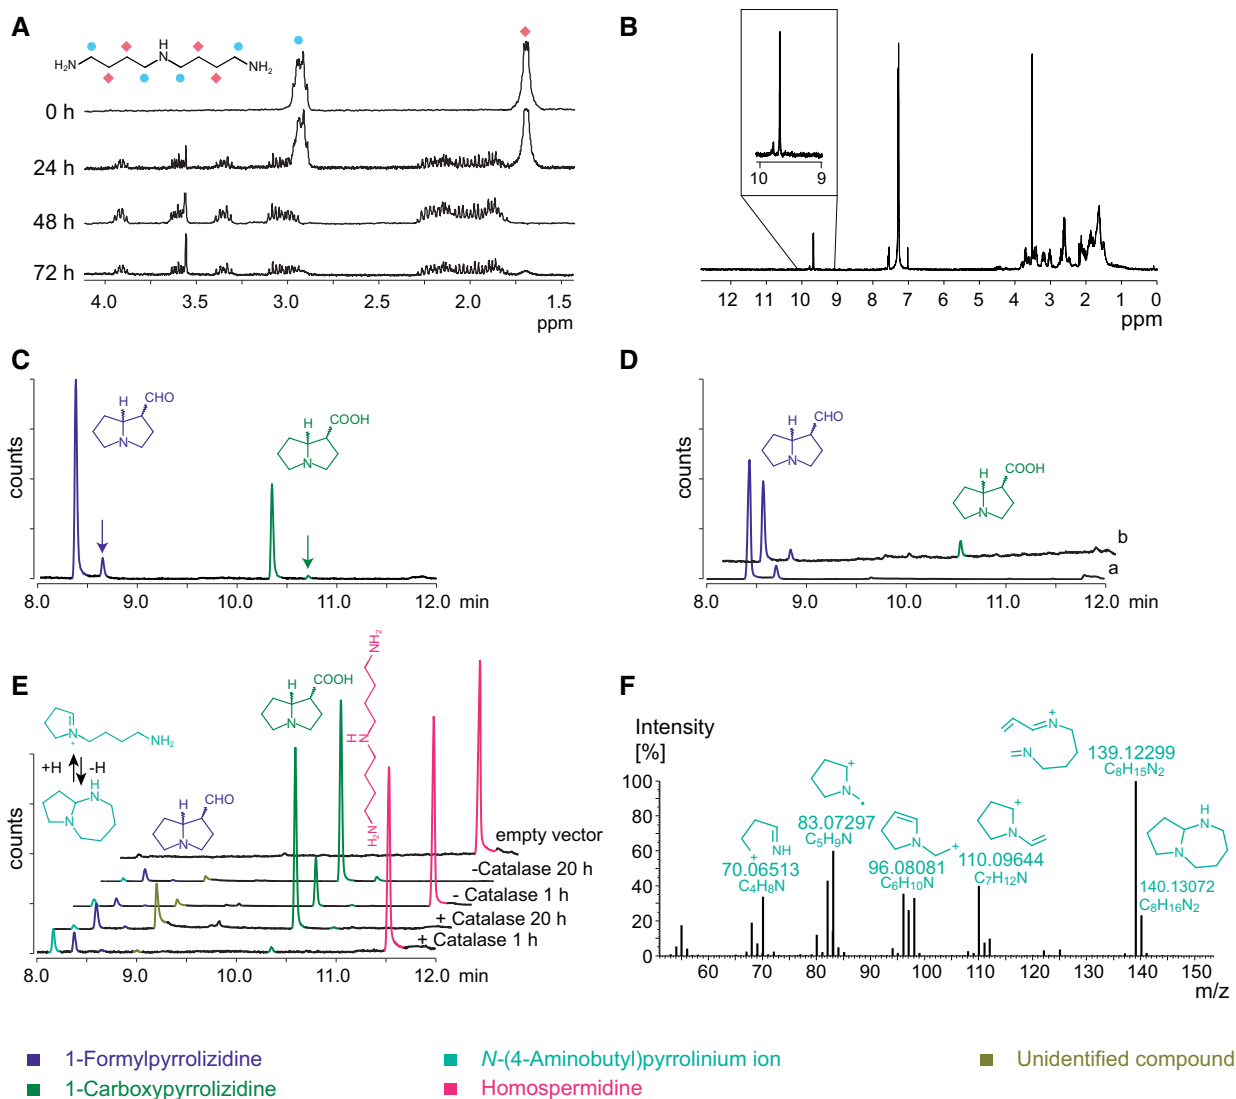 A
H
H₂N
N
NH₂
0 h
24 h
48 h
72 h
4.0 3.5 3.0 2.5 2.0 1.5
ppm
B
10 9
12 11 10 9 8 7 6 5 4 3 2 1 0
ppm
C
counts
H
CHO
N
H
COOH
N
8.0 9.0 10.0 11.0 12.0 min
D
counts
H
CHO
N
H
COOH
N
b
a
8.0 9.0 10.0 11.0 12.0 min
E
counts
N
+
NH₂
+H -H
H
N
N
H
CHO
N
H
COOH
N
NH₂
H
N
H₂N
empty vector
-Catalase 20 h
- Catalase 1 h
+ Catalase 20 h
+ Catalase 1 h
8.0 9.0 10.0 11.0 12.0 min
F
Intensity
[%]
100
80
60
40
20
0
60 70 80 90 100 110 120 130 140 150
m/z
+
NH
70.06513
C₄H₈N
+
N
•
83.07297
C₅H₉N
N
+
96.08081
C₆H₁₀N
+
N
110.09644
C₇H₁₂N
+
N
=N
139.12299
C₈H₁₅N₂
H
N
N
140.13072
C₈H₁₆N₂
1-Formylpyrrolizidine
1-Carboxypyrrolizidine
N-(4-Aminobutyl)pyrrolinium ion
Homospermidine
Unidentified compound